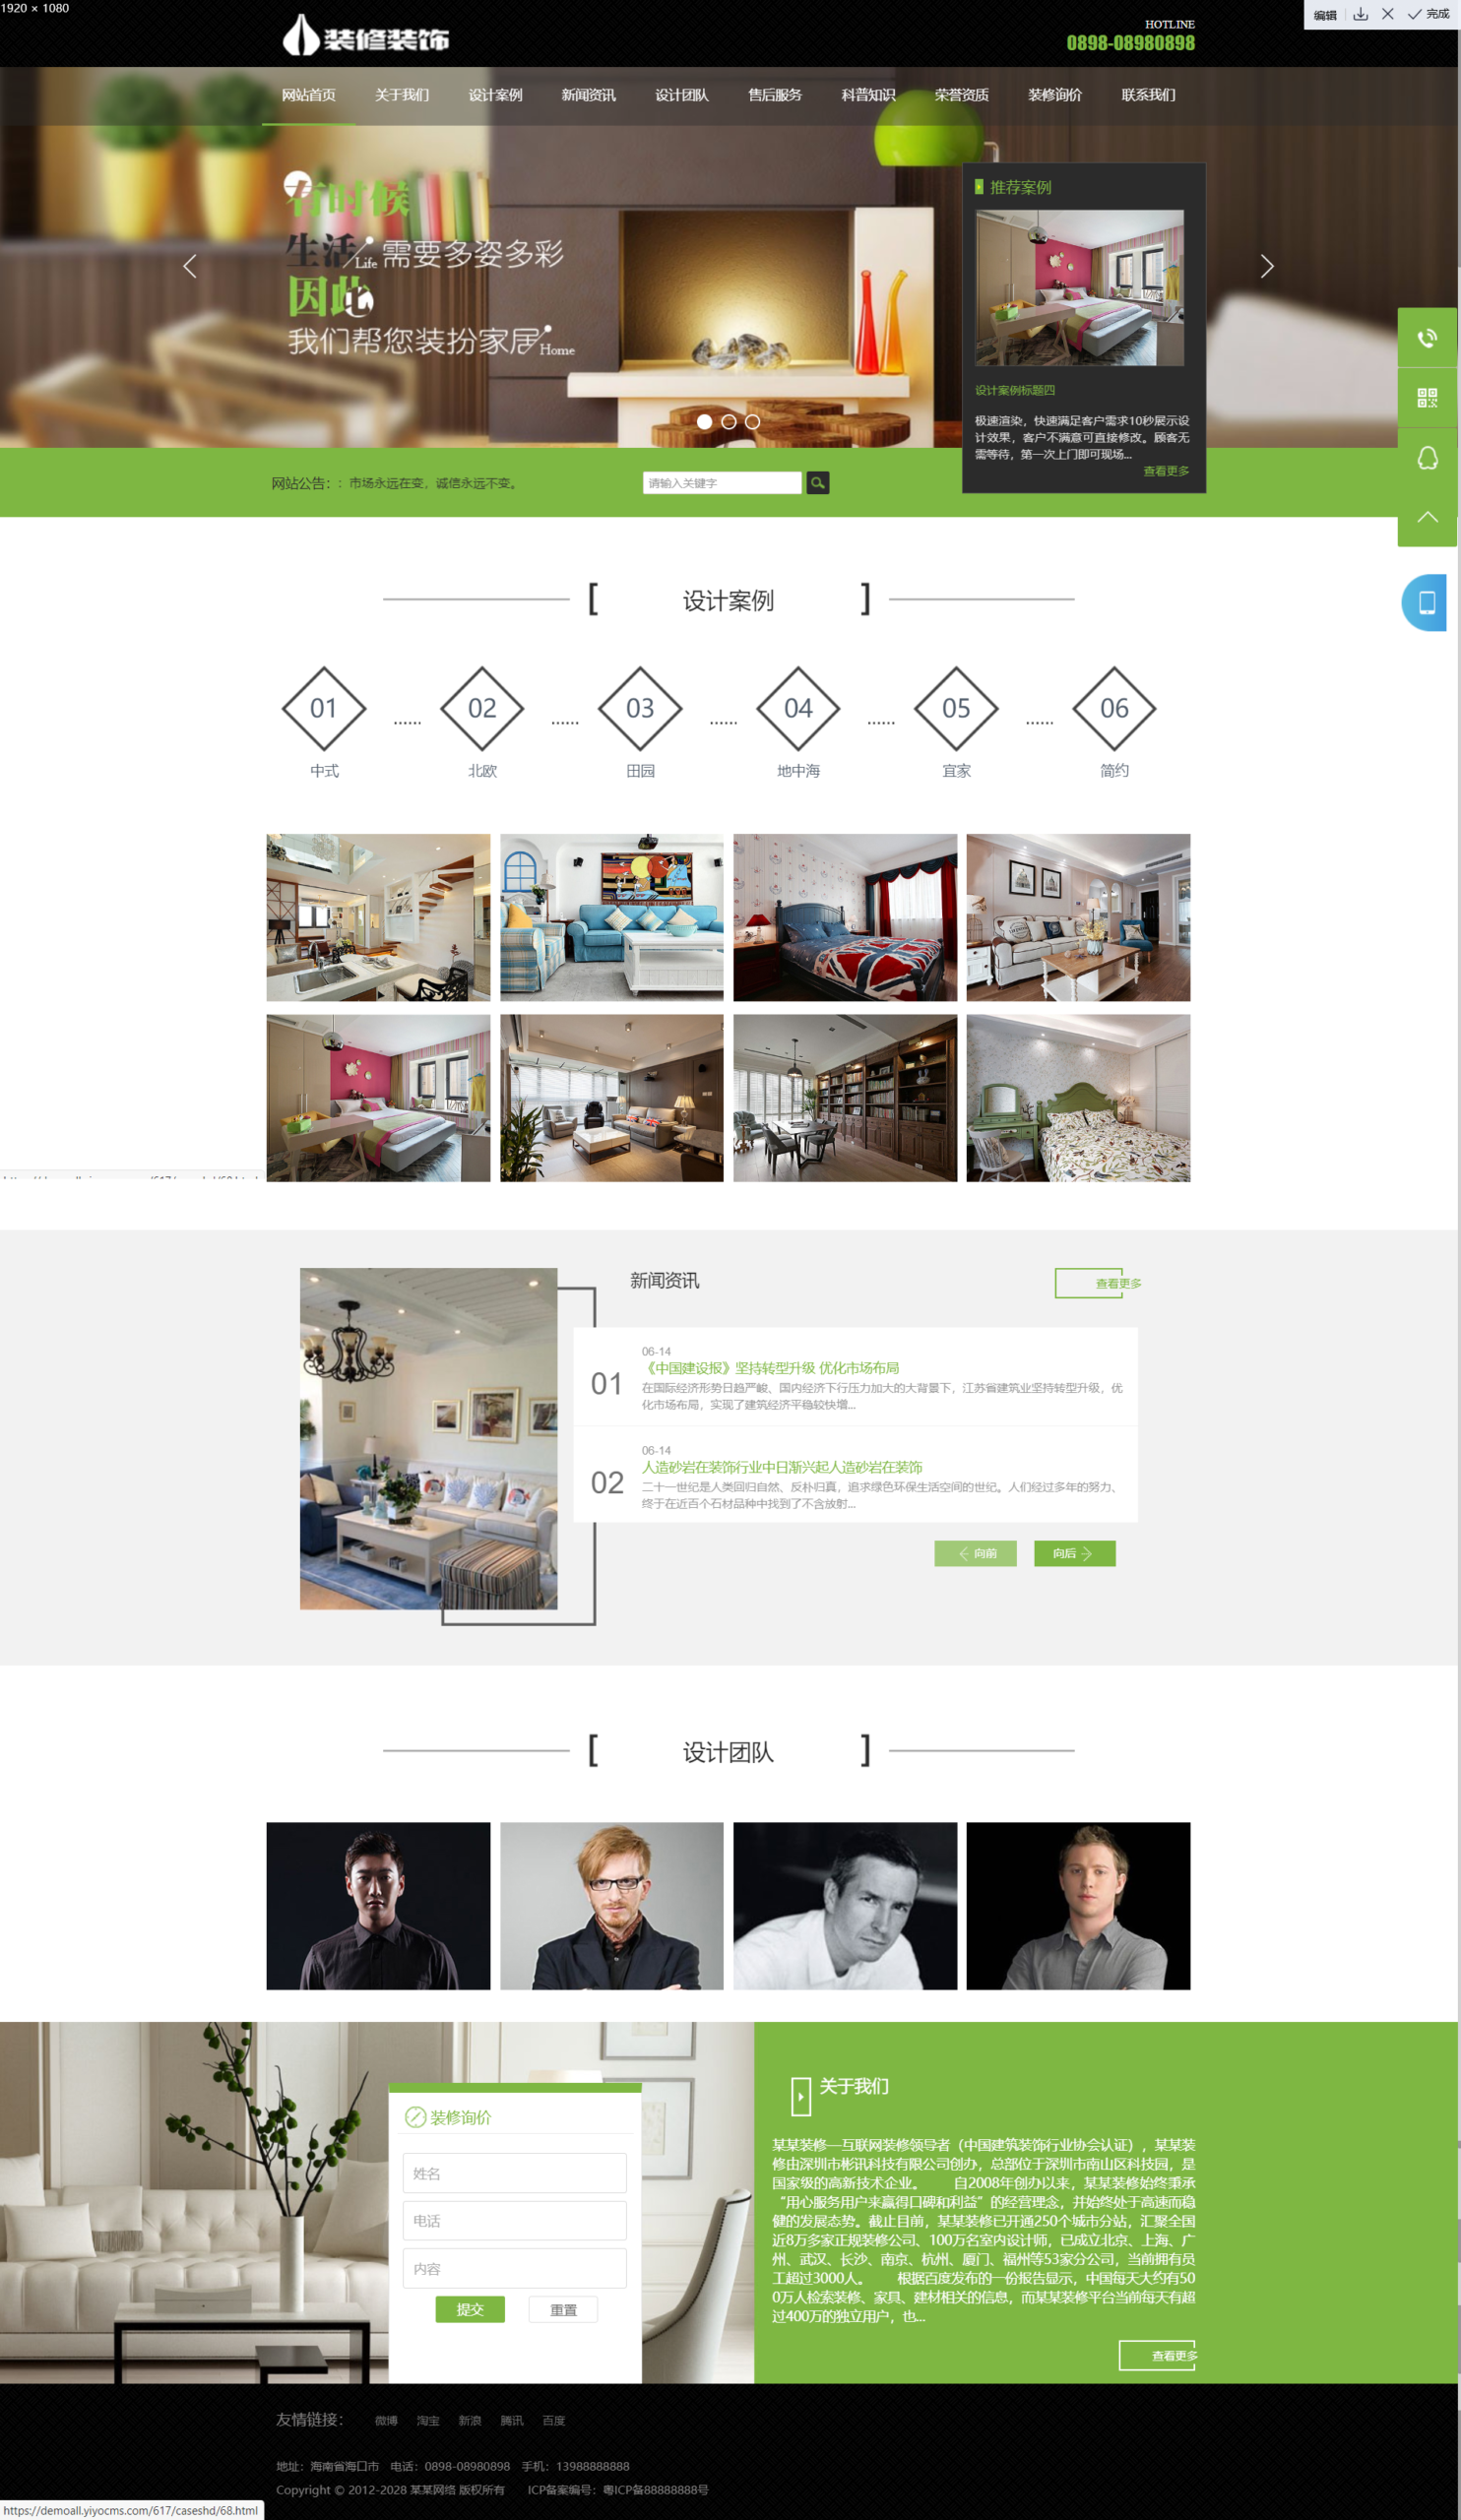 1920 × 1080
编辑
完成
装修装饰
HOTLINE
0898-08980898
网站首页 关于我们 设计案例 新闻资讯 设计团队 售后服务 科普知识 荣誉资质 装修询价 联系我们
有时候
生活 Life 需要多姿多彩
因此
我们帮您装扮家居 Home
推荐案例
设计案例标题四
极速渲染，快速满足客户需求10秒展示设
计效果，客户不满意可直接修改。顾客无
需等待，第一次上门即可现场...
查看更多
网站公告：：市场永远在变，诚信永远不变。
请输入关键字
[ 设计案例 ]
01 ...... 02 ...... 03 ...... 04 ...... 05 ...... 06
中式 北欧 田园 地中海 宜家 简约
新闻资讯
查看更多
01
06-14
《中国建设报》坚持转型升级 优化市场布局
在国际经济形势日趋严峻、国内经济下行压力加大的大背景下，江苏省建筑业坚持转型升级，优
化市场布局，实现了建筑经济平稳较快增...
02
06-14
人造砂岩在装饰行业中日渐兴起人造砂岩在装饰
二十一世纪是人类回归自然、反朴归真，追求绿色环保生活空间的世纪。人们经过多年的努力、
终于在近百个石材品种中找到了不含放射...
向前 向后
[ 设计团队 ]
装修询价
姓名
电话
内容
提交 重置
关于我们
某某装修—互联网装修领导者（中国建筑装饰行业协会认证），某某装
修由深圳市彬讯科技有限公司创办，总部位于深圳市南山区科技园，是
国家级的高新技术企业。 自2008年创办以来，某某装修始终秉承
“用心服务用户来赢得口碑和利益”的经营理念，并始终处于高速而稳
健的发展态势。截止目前，某某装修已开通250个城市分站，汇聚全国
近8万多家正规装修公司、100万名室内设计师，已成立北京、上海、广
州、武汉、长沙、南京、杭州、厦门、福州等53家分公司，当前拥有员
工超过3000人。 根据百度发布的一份报告显示，中国每天大约有50
0万人检索装修、家具、建材相关的信息，而某某装修平台当前每天有超
过400万的独立用户，也...
查看更多
友情链接： 微博 淘宝 新浪 腾讯 百度
地址：海南省海口市 电话：0898-08980898 手机：13988888888
Copyright © 2012-2028 某某网络 版权所有 ICP备案编号：粤ICP备88888888号
https://demoall.yiyocms.com/617/caseshd/68.html